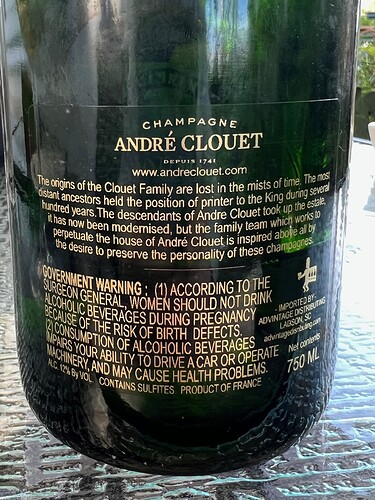 CHAMPAGNE
ANDRÉ CLOUET
DEPUIS 1741
www.andreclouet.com
The origins of the Clouet Family are lost in the mists of time. The most
distant ancestors held the position of printer to the King during several
hundred years. The descendants of Andre Clouet took up the estate,
it has now been modernised, but the family team which works to
perpetuate the house of André Clouet is inspired above all by
the desire to preserve the personality of these champagnes.
GOVERNMENT WARNING : (1) ACCORDING TO THE
SURGEON GENERAL, WOMEN SHOULD NOT DRINK
ALCOHOLIC BEVERAGES DURING PREGNANCY
BECAUSE OF THE RISK OF BIRTH DEFECTS.
(2) CONSUMPTION OF ALCOHOLIC BEVERAGES
IMPAIRS YOUR ABILITY TO DRIVE A CAR OR OPERATE
MACHINERY, AND MAY CAUSE HEALTH PROBLEMS.
ALC. 12% By VOL CONTAINS SULFITES PRODUCT OF FRANCE
- IMPORTED BY -
ADVINTAGE DISTRIBUTING
LADSON, SC
advintagedistributing.com
Net contents
750 ML